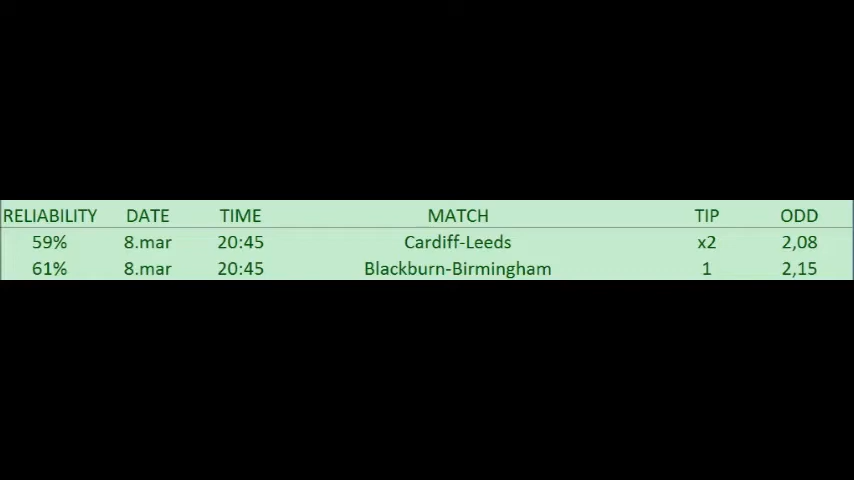 RELIABILITY DATE TIME MATCH TIP ODD
59% 8.mar 20:45 Cardiff-Leeds x2 2,08
61% 8.mar 20:45 Blackburn-Birmingham 1 2,15